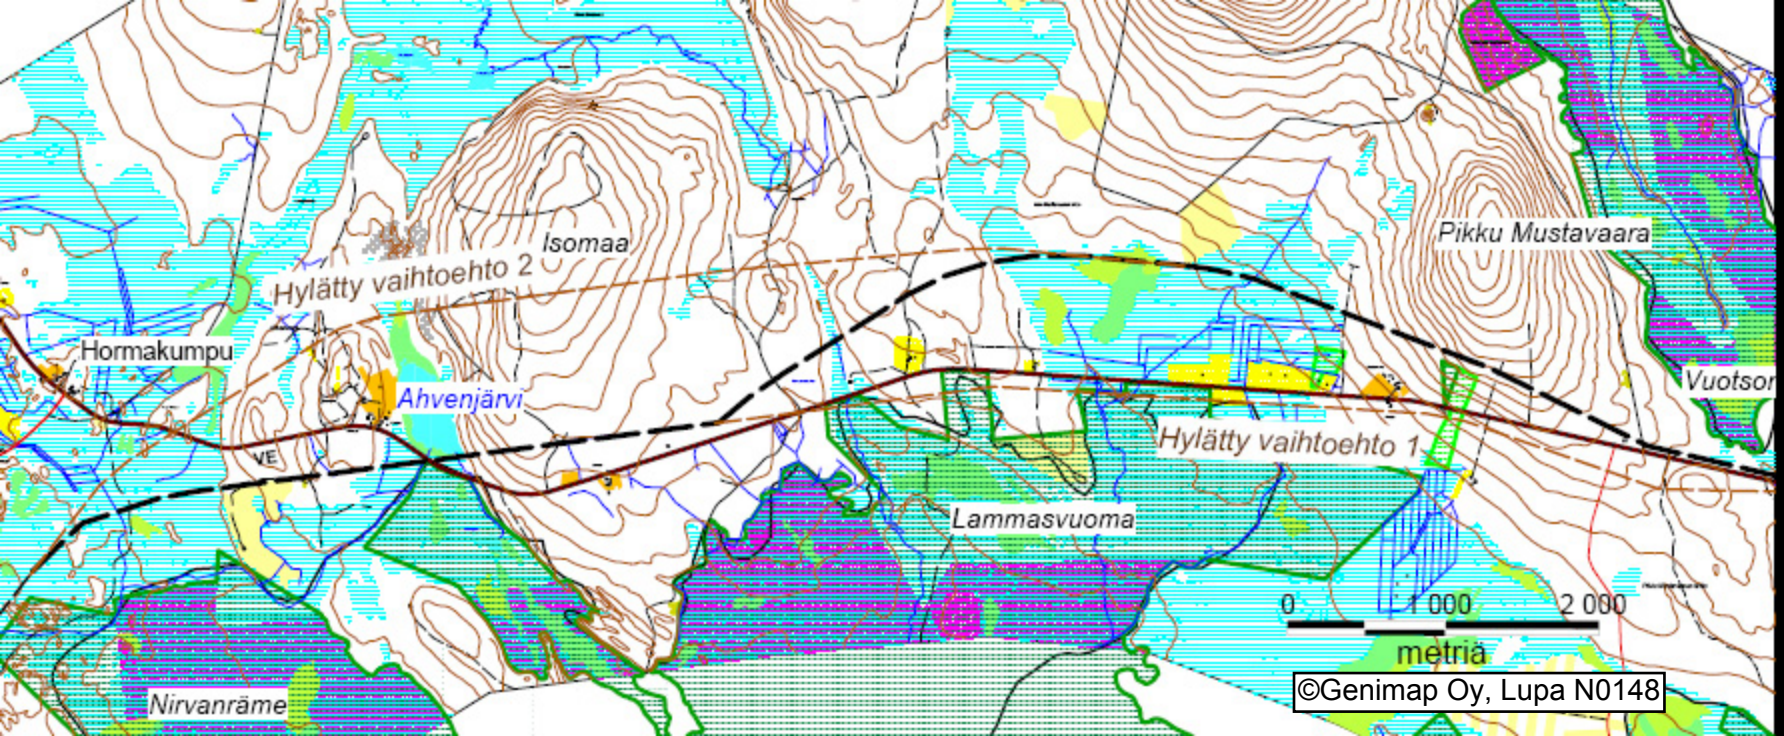 Isomaa
Pikku Mustavaara
Hylätty vaihtoehto 2
Hormakumpu
Vuotsor
Ahvenjärvi
Hylätty vaihtoehto 1
VE
Lammasvuoma
0 1 000 2 000
metriä
©Genimap Oy, Lupa N0148
Nirvanräme